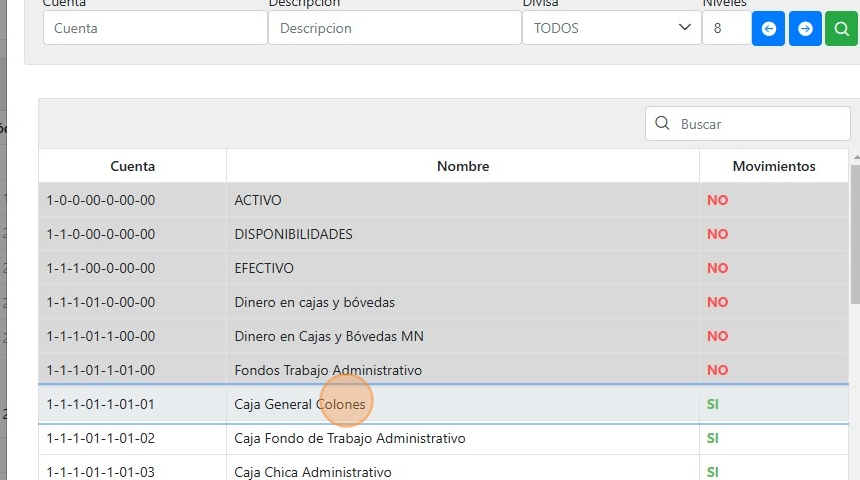 Cuenta Descripcion Divisa Niveles
Cuenta Descripcion TODOS 8
Buscar
Cuenta Nombre Movimientos
1-0-0-00-0-00-00 ACTIVO NO
1-1-0-00-0-00-00 DISPONIBILIDADES NO
1-1-1-00-0-00-00 EFECTIVO NO
1-1-1-01-0-00-00 Dinero en cajas y bóvedas NO
1-1-1-01-1-00-00 Dinero en Cajas y Bóvedas MN NO
1-1-1-01-1-01-00 Fondos Trabajo Administrativo NO
1-1-1-01-1-01-01 Caja General Colones SI
1-1-1-01-1-01-02 Caja Fondo de Trabajo Administrativo SI
1-1-1-01-1-01-03 Caja Chica Administrativo SI